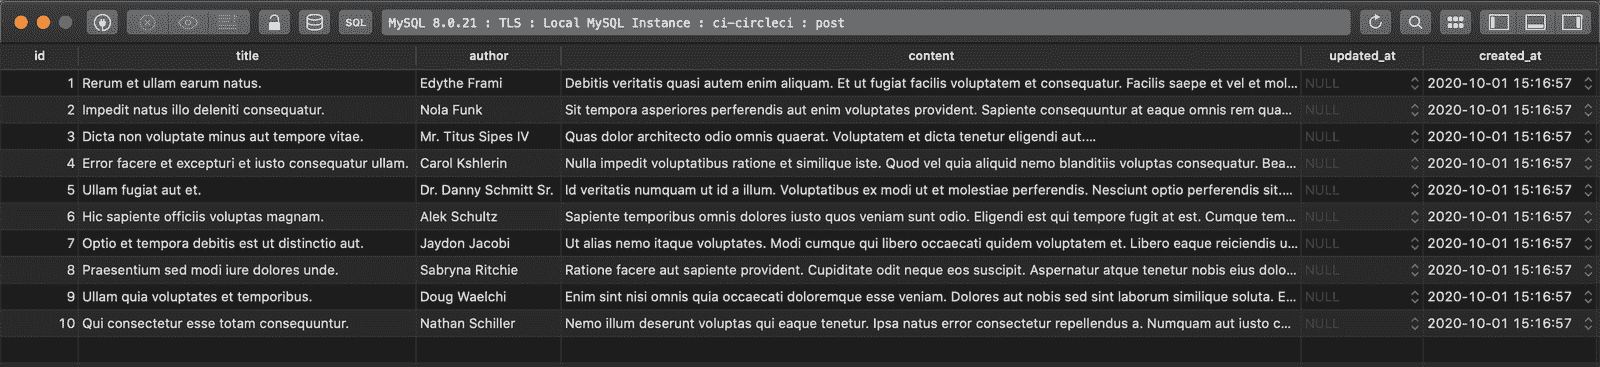 SQL MySQL 8.0.21 : TLS : Local MySQL Instance : ci-circleci : post
id title author content updated_at created_at
1 Rerum et ullam earum natus. Edythe Frami Debitis veritatis quasi autem enim aliquam. Et ut fugiat facilis voluptatem et consequatur. Facilis saepe et vel et mol... NULL 2020-10-01 15:16:57
2 Impedit natus illo deleniti consequatur. Nola Funk Sit tempora asperiores perferendis aut enim voluptates provident. Sapiente consequuntur at eaque omnis rem qua... NULL 2020-10-01 15:16:57
3 Dicta non voluptate minus aut tempore vitae. Mr. Titus Sipes IV Quas dolor architecto odio omnis quaerat. Voluptatem et dicta tenetur eligendi aut.... NULL 2020-10-01 15:16:57
4 Error facere et excepturi et iusto consequatur ullam. Carol Kshlerin Nulla impedit voluptatibus ratione et similique iste. Quod vel quia aliquid nemo blanditiis voluptas consequatur. Bea... NULL 2020-10-01 15:16:57
5 Ullam fugiat aut et. Dr. Danny Schmitt Sr. Id veritatis numquam ut id a illum. Voluptatibus ex modi ut et molestiae perferendis. Nesciunt optio perferendis sit.... NULL 2020-10-01 15:16:57
6 Hic sapiente officiis voluptas magnam. Alek Schultz Sapiente temporibus omnis dolores iusto quos veniam sunt odio. Eligendi est qui tempore fugit at est. Cumque tem... NULL 2020-10-01 15:16:57
7 Optio et tempora debitis est ut distinctio aut. Jaydon Jacobi Ut alias nemo itaque voluptates. Modi cumque qui libero occaecati quidem voluptatem et. Libero eaque reiciendis u... NULL 2020-10-01 15:16:57
8 Praesentium sed modi iure dolores unde. Sabryna Ritchie Ratione facere aut sapiente provident. Cupiditate odit neque eos suscipit. Aspernatur atque tenetur nobis eius dolo... NULL 2020-10-01 15:16:57
9 Ullam quia voluptates et temporibus. Doug Waelchi Enim sint nisi omnis quia occaecati doloremque esse veniam. Dolores aut nobis sed sint laborum similique soluta. E... NULL 2020-10-01 15:16:57
10 Qui consectetur esse totam consequuntur. Nathan Schiller Nemo illum deserunt voluptas qui eaque tenetur. Ipsa natus error consectetur repellendus a. Numquam aut iusto c... NULL 2020-10-01 15:16:57